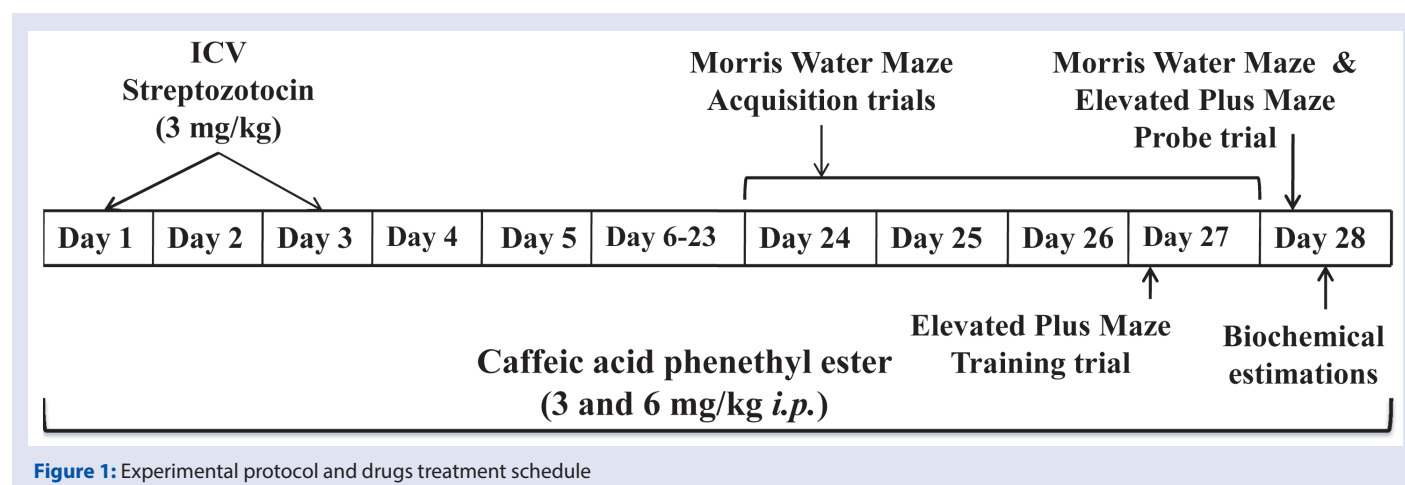 ICV
Streptozotocin
(3 mg/kg)
Morris Water Maze
Acquisition trials
Morris Water Maze &
Elevated Plus Maze
Probe trial
Day 1 Day 2 Day 3 Day 4 Day 5 Day 6-23 Day 24 Day 25 Day 26 Day 27 Day 28
Elevated Plus Maze
Training trial
Biochemical
estimations
Caffeic acid phenethyl ester
(3 and 6 mg/kg i.p.)
Figure 1: Experimental protocol and drugs treatment schedule